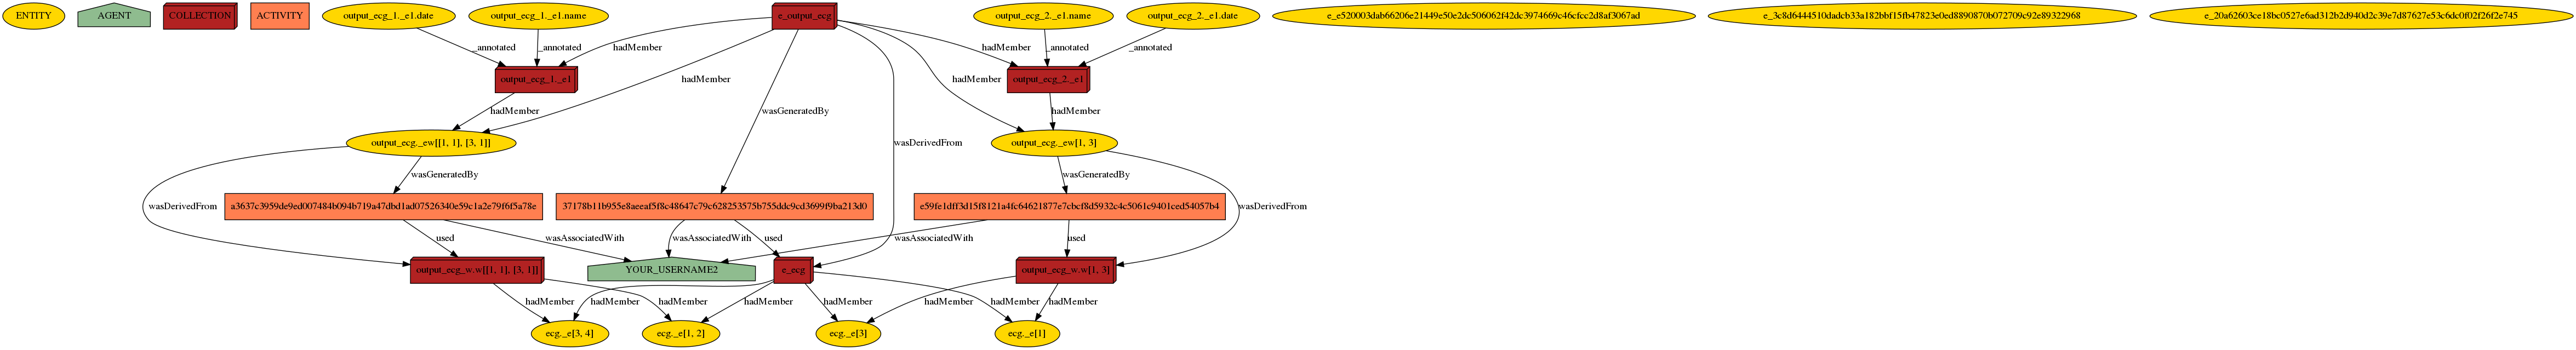 ENTITY
AGENT
COLLECTION
ACTIVITY
output_ecg_1._e1.date
output_ecg_1._e1.name
c_output_ecg
output_ecg_2._e1.name
output_ecg_2._e1.date
e_e520003dab66206e21449e50e2dc506062f42dc3974669c46cfcc2d8af3067ad
e_3c8d6444510dadcb33a182bbf15fb47823e0ed8890870b072709c92e89322968
e_20a62603ce18bc0527e6ad312b2d940d2c39e7d87627e53c6dc0f02f26f2e745
_annotated
_annotated
hadMember
hadMember
_annotated
_annotated
output_ecg_1._e1
hadMember
hadMember
output_ecg_2._e1
hadMember
wasGeneratedBy
hadMember
output_ecg._ew[[1, 1], [3, 1]]
wasDerivedFrom
output_ecg._ew[1, 3]
wasGeneratedBy
wasGeneratedBy
wasDerivedFrom
a3637c3959de9ed007484b094b719a47dbd1ad07526340e59c1a2e79f6f5a78e
37178b11b955e8aeeaf5f8c48647c79c628253575b755ddc9cd3699f9ba213d0
e59fe1dff3d15f8121a4fc64621877e7cbcf8d5932c4c5061c9401ced54057b4
wasDerivedFrom
used
wasAssociatedWith
wasAssociatedWith
used
wasAssociatedWith
used
output_ecg_w.w[[1, 1], [3, 1]]
YOUR_USERNAME2
e_ecg
output_ecg_w.w[1, 3]
hadMember
hadMember
hadMember
hadMember
hadMember
hadMember
hadMember
hadMember
ecg._e[3, 4]
ecg._e[1, 2]
ecg._e[3]
ecg._e[1]